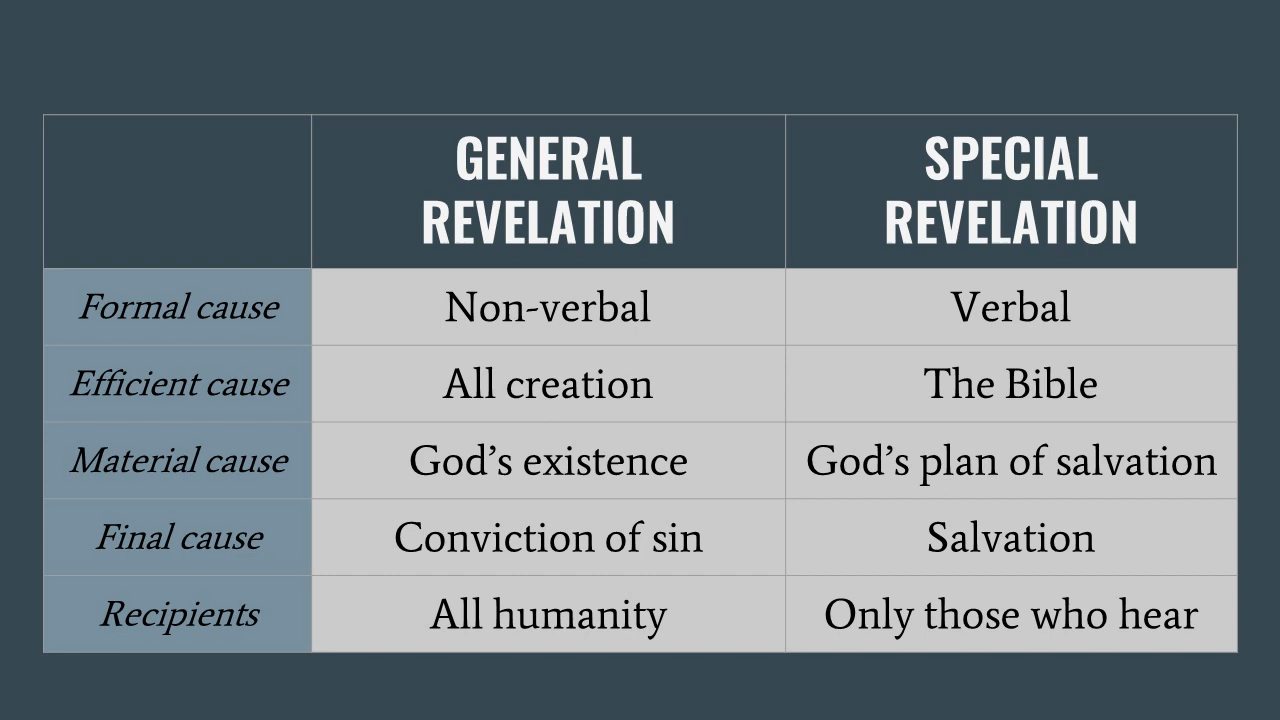 GENERAL
REVELATION
SPECIAL
REVELATION
Formal cause
Non-verbal
Verbal
Efficient cause
All creation
The Bible
Material cause
God’s existence
God’s plan of salvation
Final cause
Conviction of sin
Salvation
Recipients
All humanity
Only those who hear